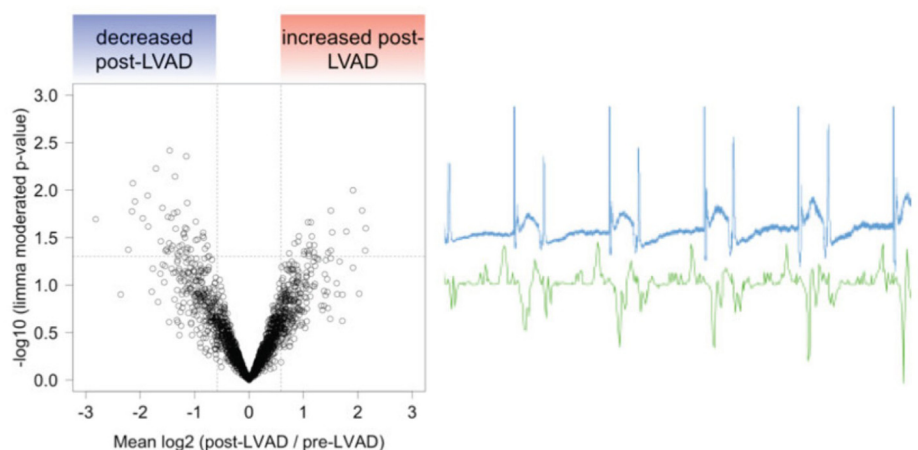 decreased
post-LVAD
increased post-
LVAD
-log10 (limma moderated p-value)
3.0
2.5
2.0
1.5
1.0
0.5
0.0
-3 -2 -1 0 1 2 3
Mean log2 (post-LVAD / pre-LVAD)